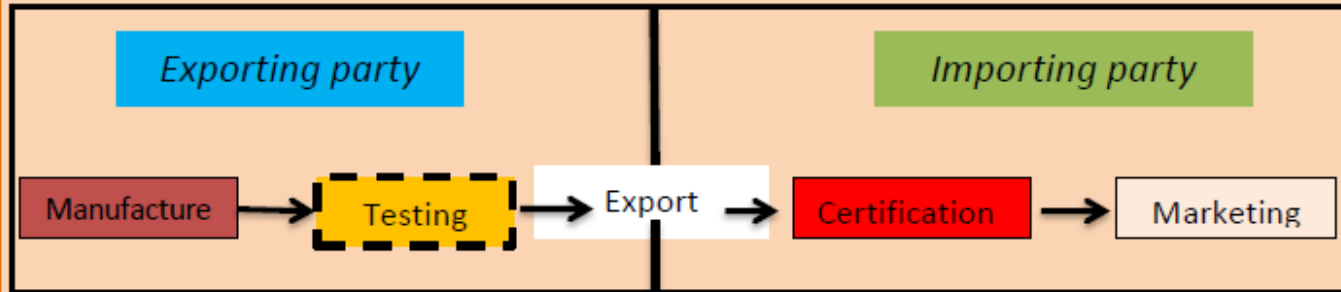 Exporting party
Importing party
Manufacture
Testing
Export
Certification
Marketing